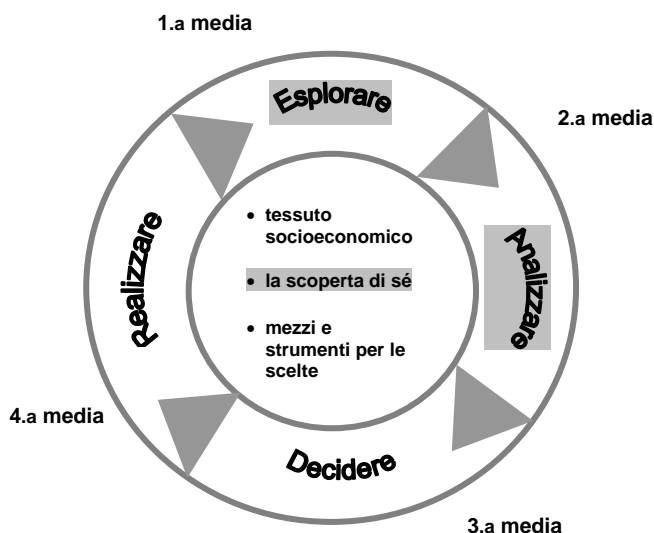 1.a media
Esplorare
2.a media
Analizzare
• tessuto
socioeconomico
• la scoperta di sé
• mezzi e
strumenti per le
scelte
Realizzare
4.a media
Decidere
3.a media